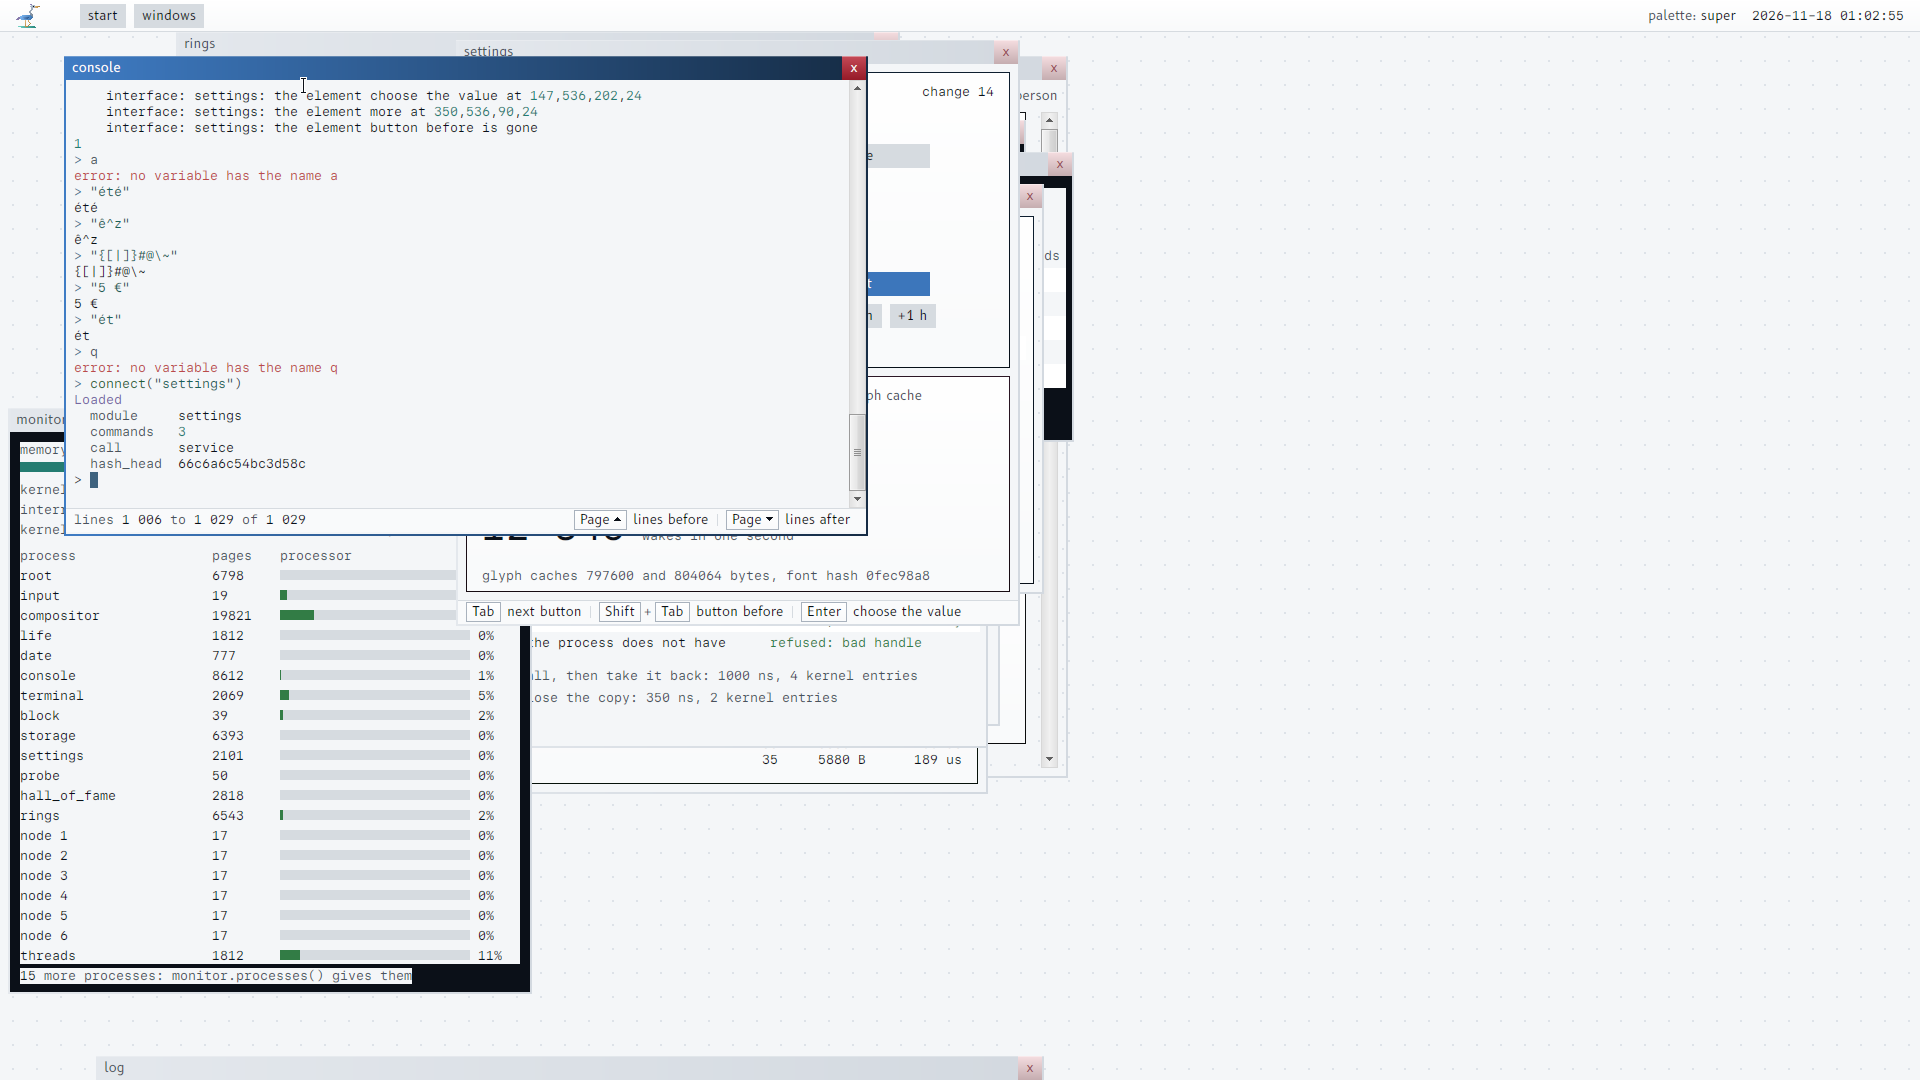 start windows palette: super 2026-11-18 01:02:55
rings
settings x
console x
x
interface: settings: the element choose the value at 147,536,202,24
interface: settings: the element more at 350,536,90,24
interface: settings: the element button before is gone
1
> a
error: no variable has the name a
> "été"
été
> "ê^z"
ê^z
> "{[|]}#@\~"
{[|]}#@\~
> "5 €"
5 €
> "ét"
ét
> q
error: no variable has the name q
> connect("settings")
Loaded
module settings
commands 3
call service
hash_head 66c6a6c54bc3d58c
>
lines 1 006 to 1 029 of 1 029 Page lines before Page lines after
change 14
erson
x
x
ds
+1 h
ph cache
wakes in one second
glyph caches 797600 and 804064 bytes, font hash 0fec98a8
Tab next button Shift + Tab button before Enter choose the value
the process does not have refused: bad handle
all, then take it back: 1000 ns, 4 kernel entries
lose the copy: 350 ns, 2 kernel entries
35 5880 B 189 us
monitor
memory
kernel
inter
kernel
process pages processor
root 6798
input 19
compositor 19821
life 1812 0%
date 777 0%
console 8612 1%
terminal 2069 5%
block 39 2%
storage 6393 0%
settings 2101 0%
probe 50 0%
hall_of_fame 2818 0%
rings 6543 2%
node 1 17 0%
node 2 17 0%
node 3 17 0%
node 4 17 0%
node 5 17 0%
node 6 17 0%
threads 1812 11%
15 more processes: monitor.processes() gives them
log x